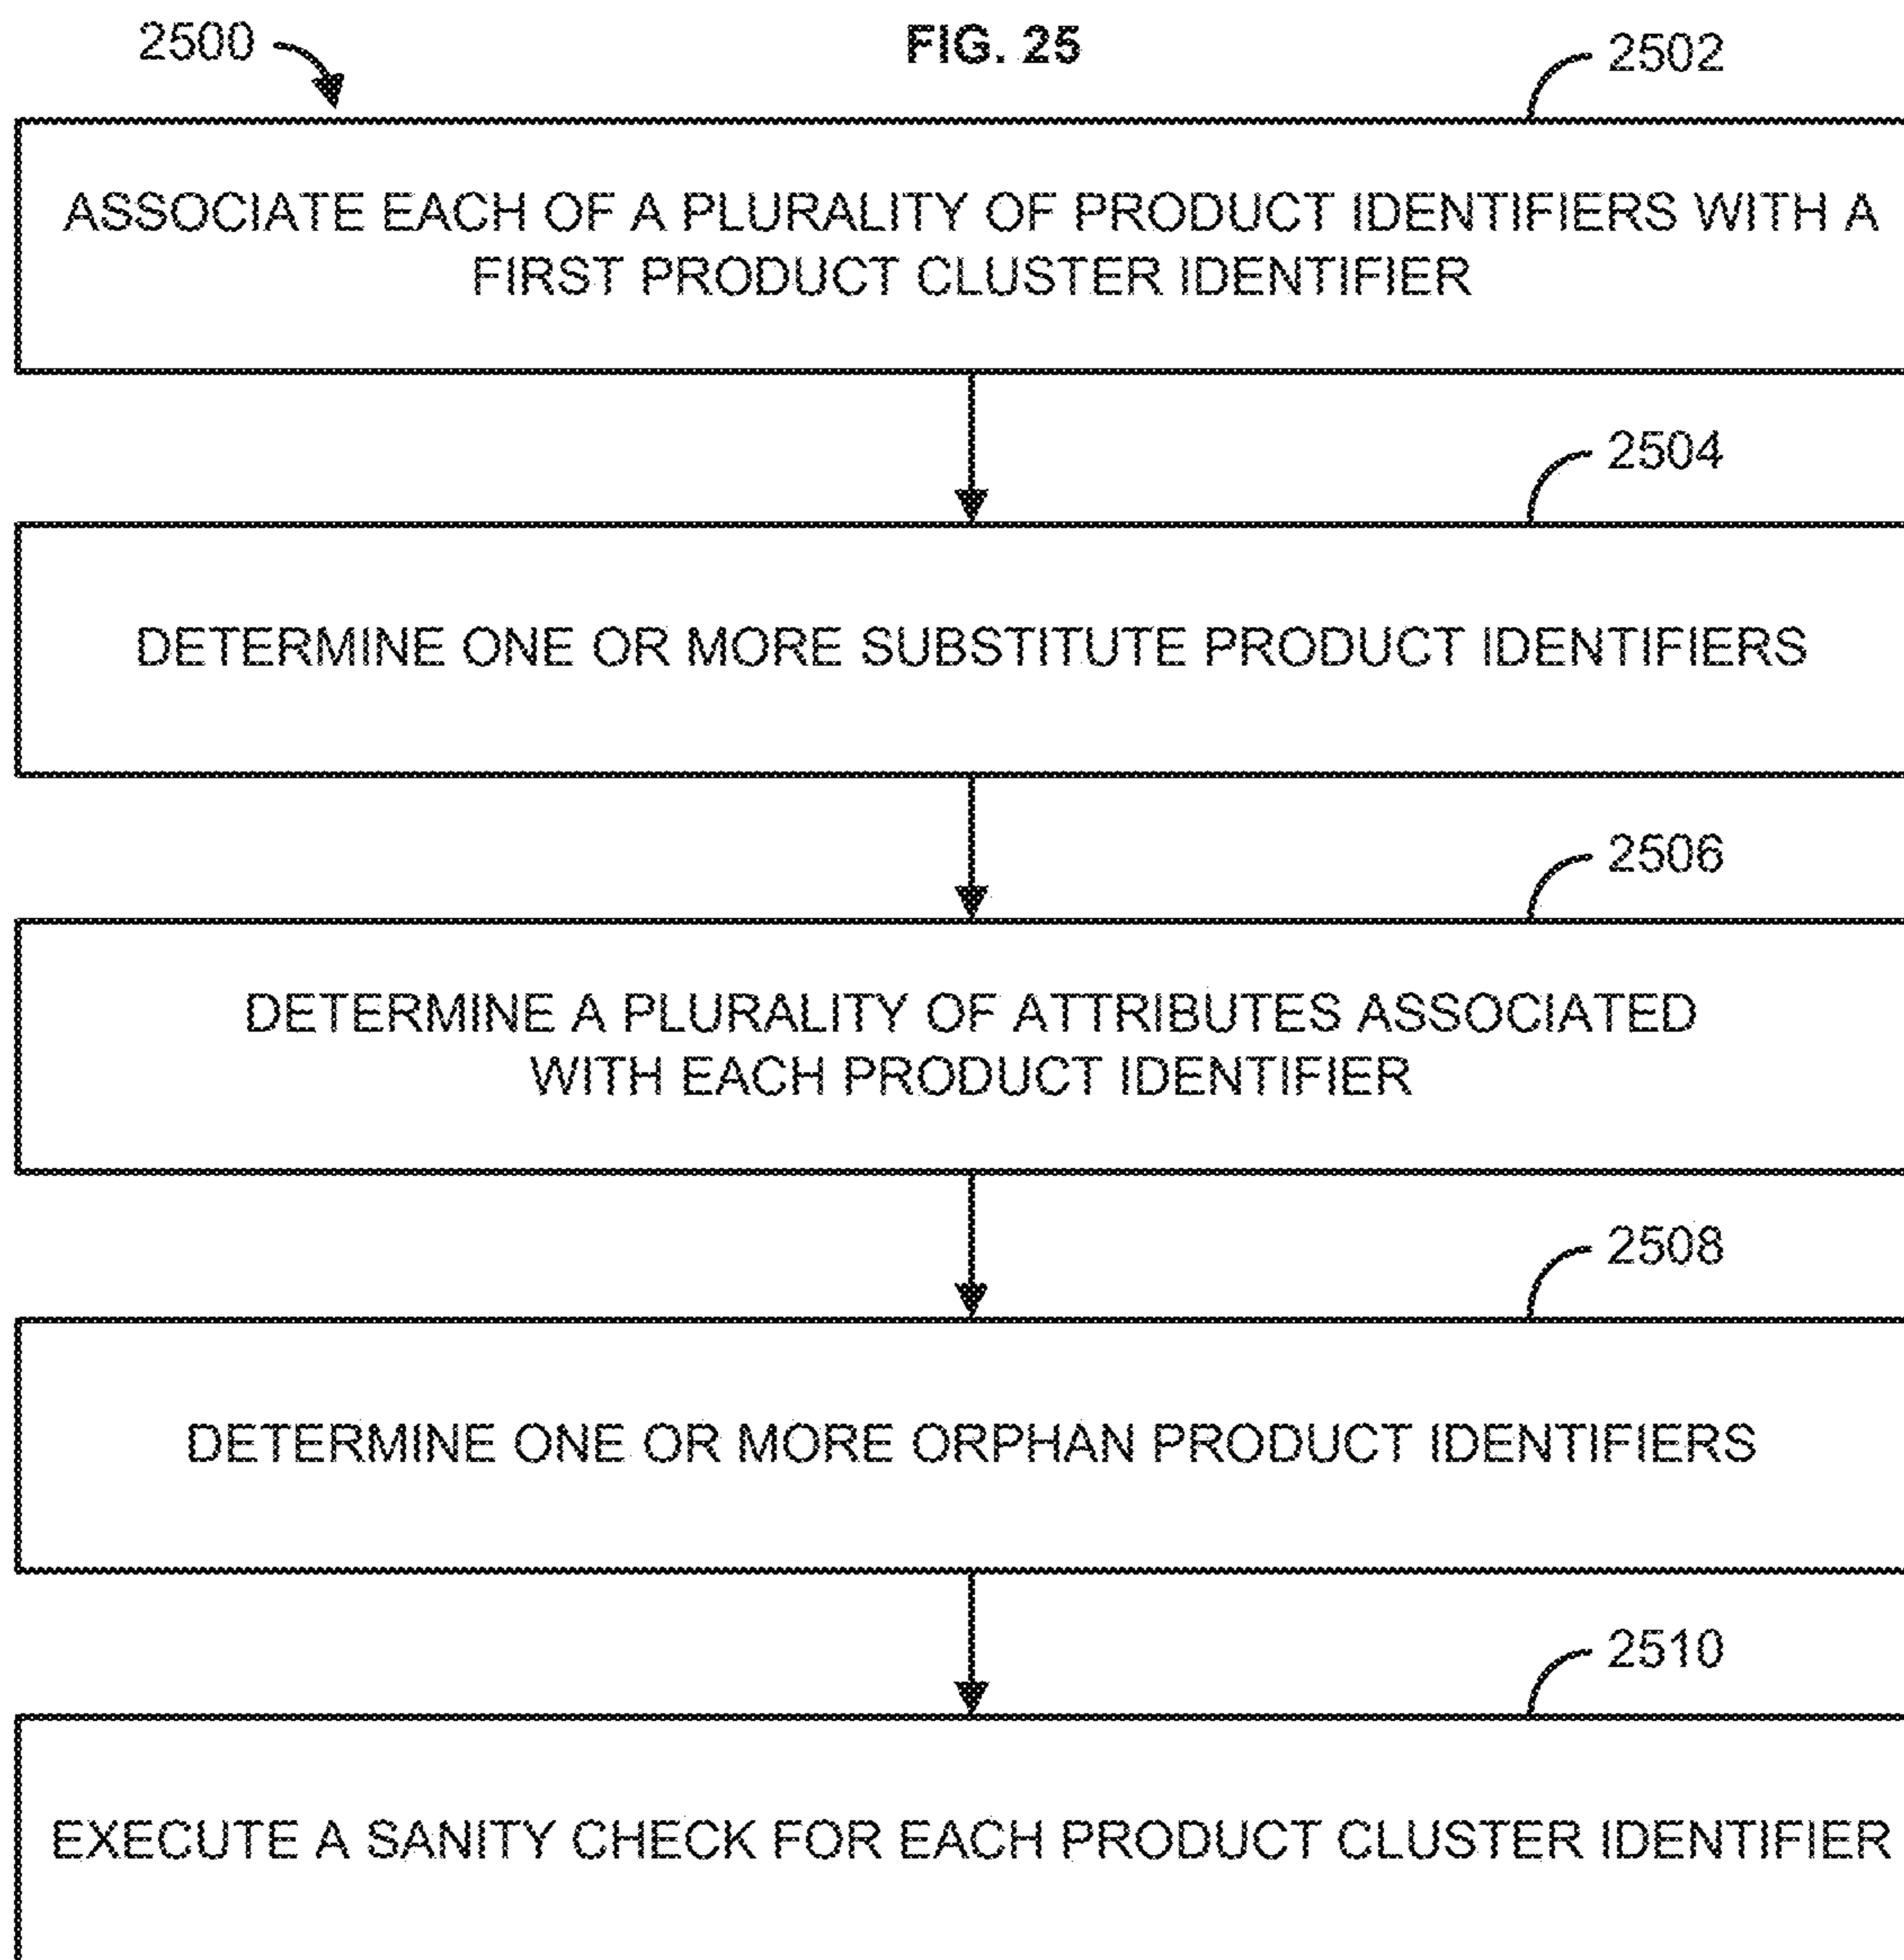 2500
FIG. 25
2502
ASSOCIATE EACH OF A PLURALITY OF PRODUCT IDENTIFIERS WITH A
FIRST PRODUCT CLUSTER IDENTIFIER
2504
DETERMINE ONE OR MORE SUBSTITUTE PRODUCT IDENTIFIERS
2506
DETERMINE A PLURALITY OF ATTRIBUTES ASSOCIATED
WITH EACH PRODUCT IDENTIFIER
2508
DETERMINE ONE OR MORE ORPHAN PRODUCT IDENTIFIERS
2510
EXECUTE A SANITY CHECK FOR EACH PRODUCT CLUSTER IDENTIFIER